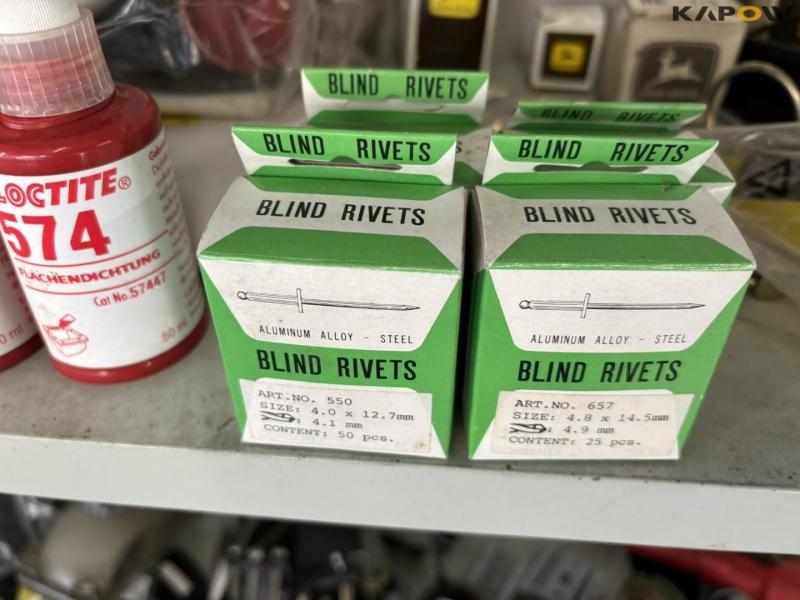 KAPOW
BLIND RIVETS
BLIND RIVETS
BLIND RIVETS
BLIND RIVETS
LOCTITE®
574
FLÄCHENDICHTUNG
Cat No. 57447
50 ml
0 ml
BLIND RIVETS
ALUMINUM ALLOY - STEEL
BLIND RIVETS
ART.NO. 550
SIZE: 4.0 x 12.7mm
: 4.1 mm
CONTENT: 50 pcs.
BLIND RIVETS
ALUMINUM ALLOY - STEEL
BLIND RIVETS
ART.NO. 657
SIZE: 4.8 x 14.5mm
: 4.9 mm
CONTENT: 25 pcs.